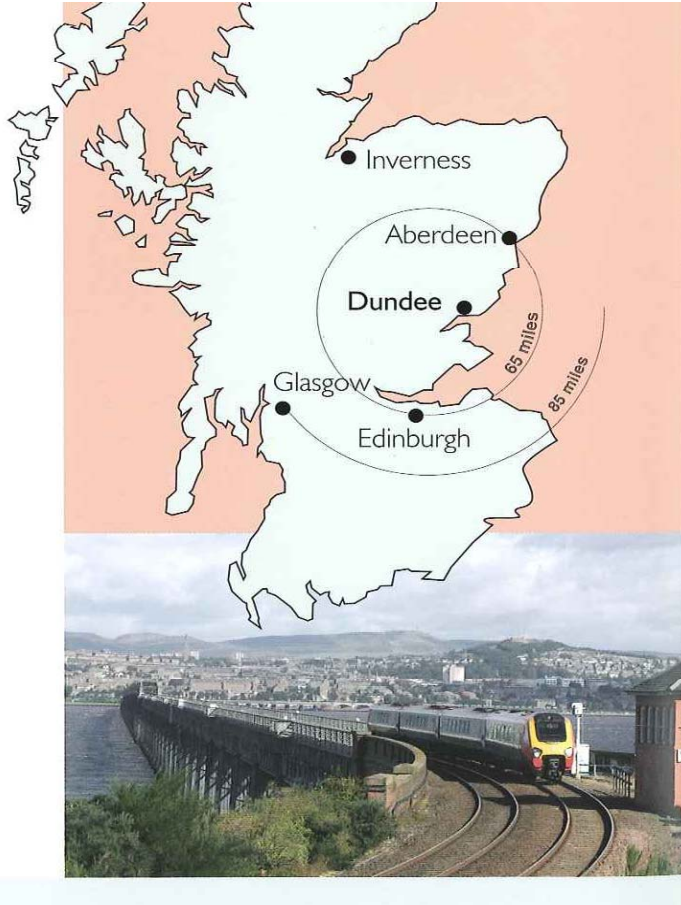 Inverness
Aberdeen
Dundee
65 miles
85 miles
Glasgow
Edinburgh